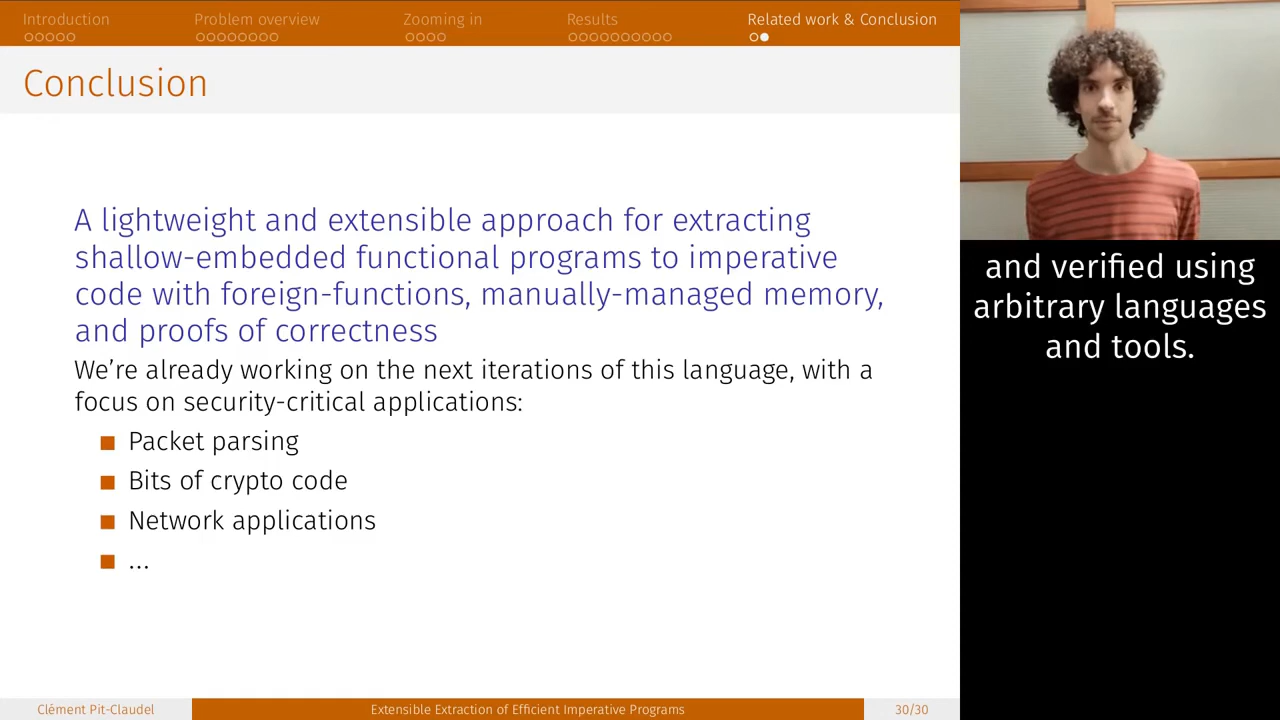 Introduction
Problem overview
Zooming in
Results
Related work & Conclusion
Conclusion
A lightweight and extensible approach for extracting
shallow-embedded functional programs to imperative
code with foreign-functions, manually-managed memory,
and proofs of correctness
We’re already working on the next iterations of this language, with a
focus on security-critical applications:
Packet parsing
Bits of crypto code
Network applications
...
and verified using
arbitrary languages
and tools.
Clément Pit-Claudel
Extensible Extraction of Efficient Imperative Programs
30/30